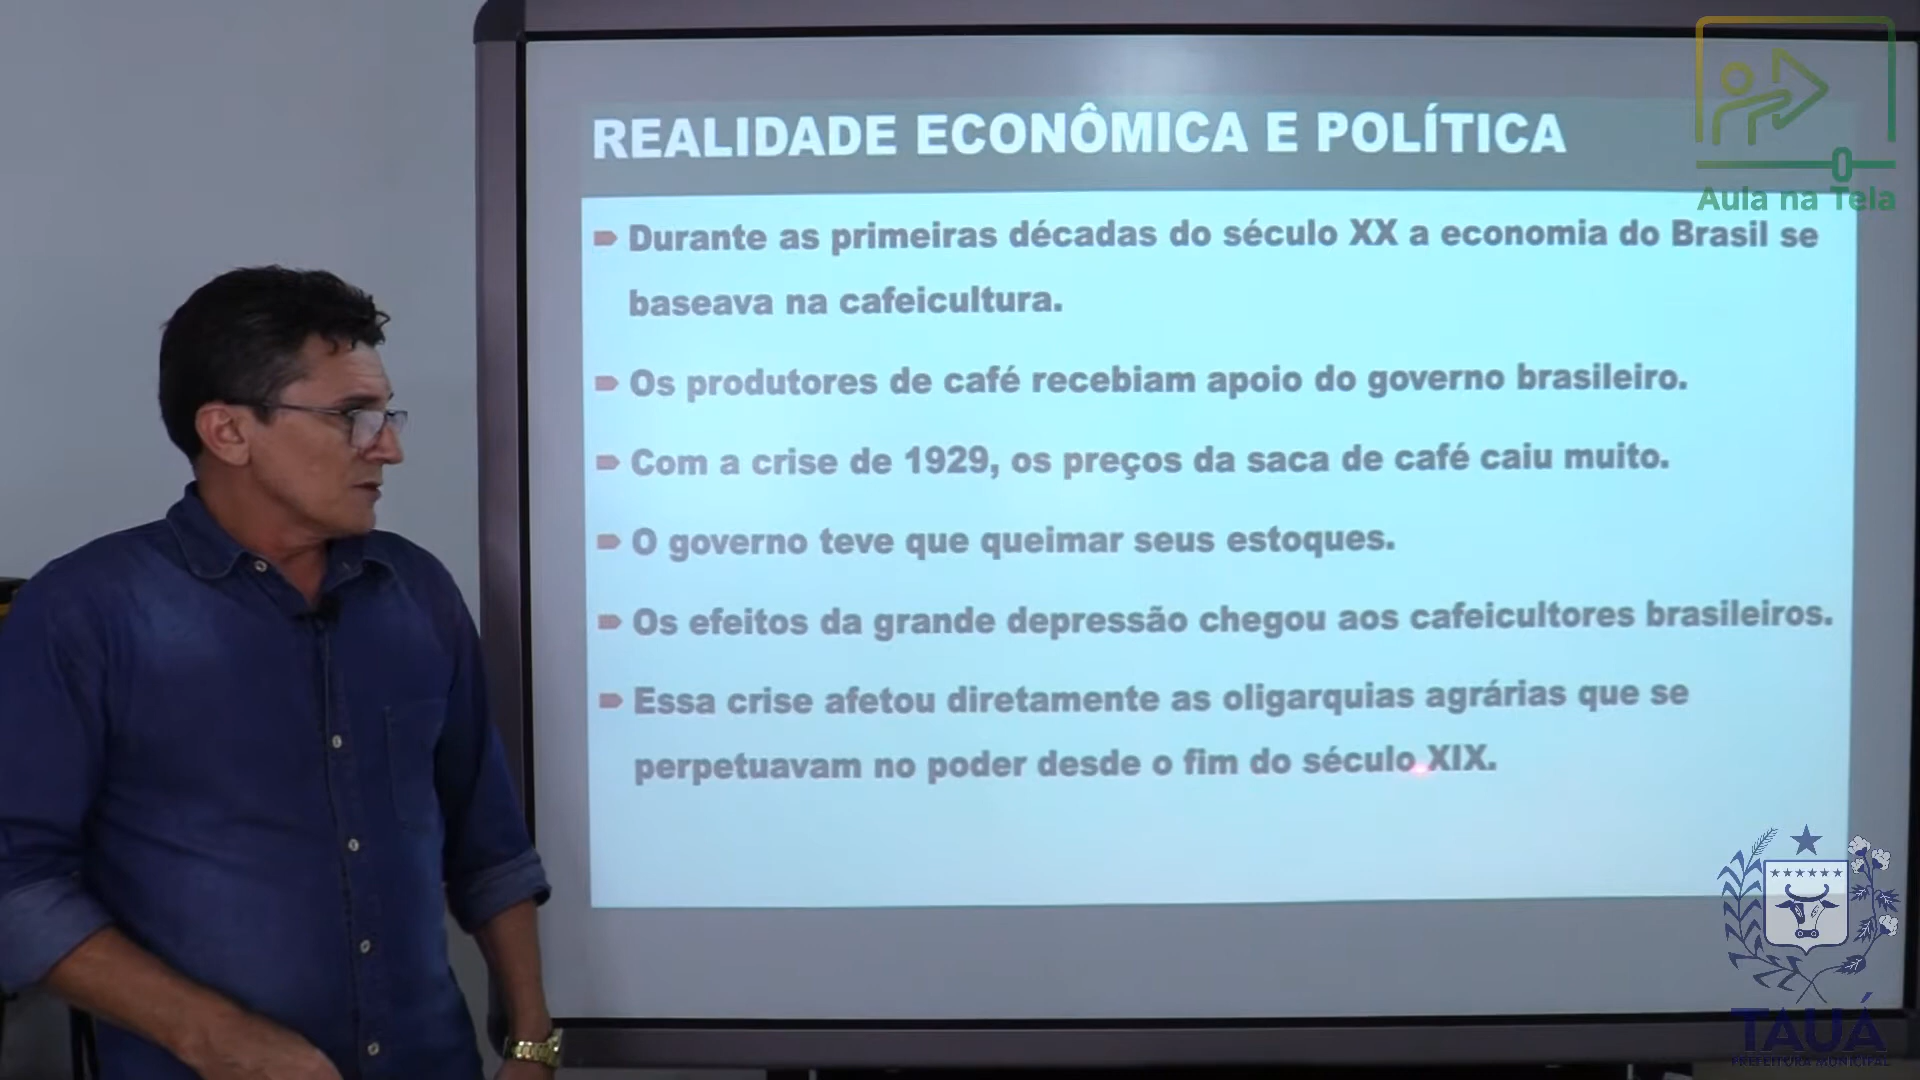 REALIDADE ECONÔMICA E POLÍTICA
Aula na Tela
Durante as primeiras décadas do século XX a economia do Brasil se
baseava na cafeicultura.
Os produtores de café recebiam apoio do governo brasileiro.
Com a crise de 1929, os preços da saca de café caiu muito.
O governo teve que queimar seus estoques.
Os efeitos da grande depressão chegou aos cafeicultores brasileiros.
Essa crise afetou diretamente as oligarquias agrárias que se
perpetuavam no poder desde o fim do século XIX.
TAUÁ
PREFEITURA MUNICIPAL